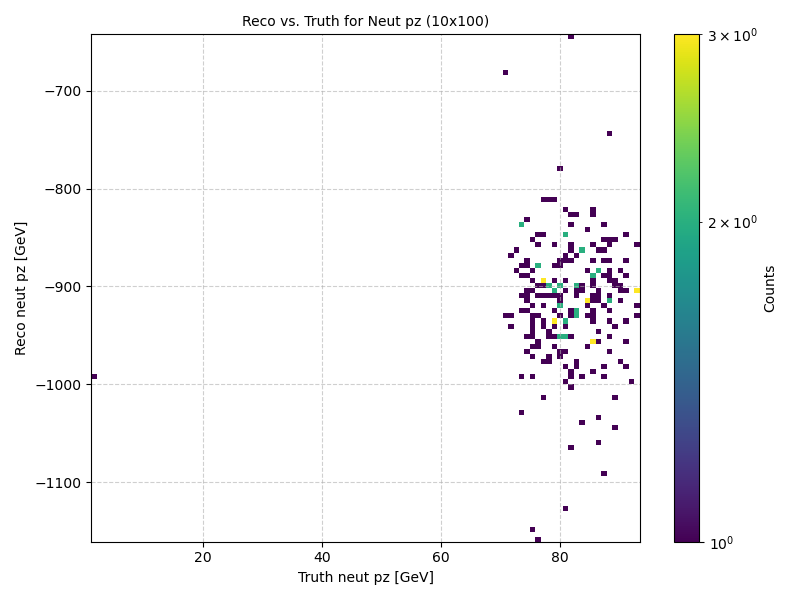 Reco vs. Truth for Neut pz (10x100)
3 × 10⁰
−700
−800
2 × 10⁰
Reco neut pz [GeV]
−900
Counts
−1000
−1100
10⁰
20
40
60
80
Truth neut pz [GeV]